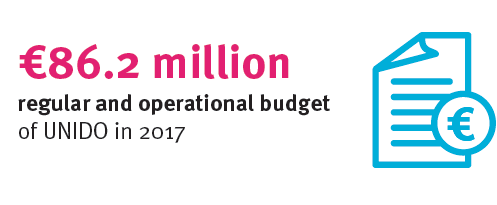 €86.2 million
regular and operational budget
of UNIDO in 2017
€